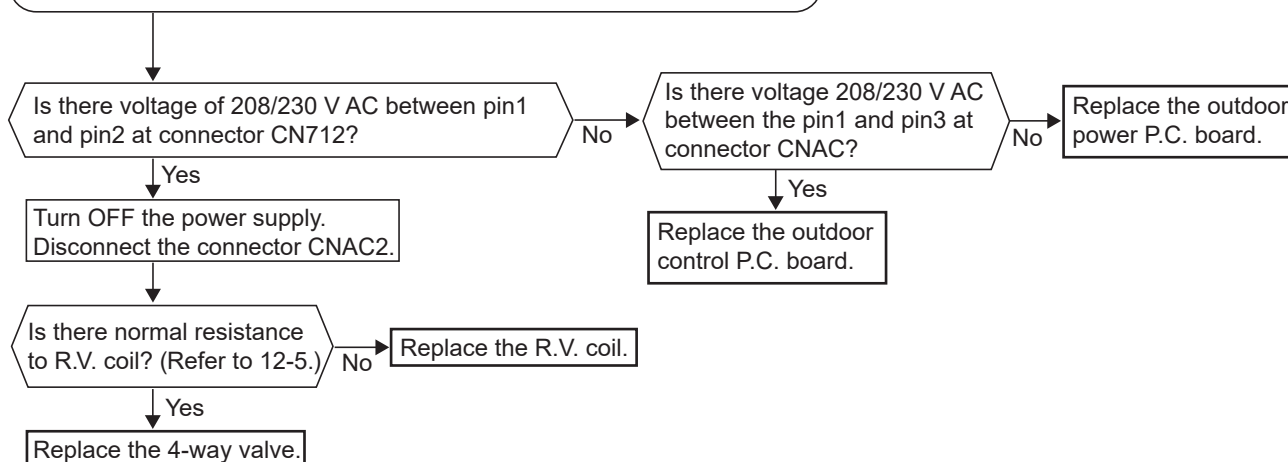 Is there voltage of 208/230 V AC between pin1
and pin2 at connector CN712?
No
Is there voltage 208/230 V AC
between the pin1 and pin3 at
connector CNAC?
No
Replace the outdoor
power P.C. board.
Yes
Turn OFF the power supply.
Disconnect the connector CNAC2.
Yes
Replace the outdoor
control P.C. board.
Is there normal resistance
to R.V. coil? (Refer to 12-5.)
No
Replace the R.V. coil.
Yes
Replace the 4-way valve.